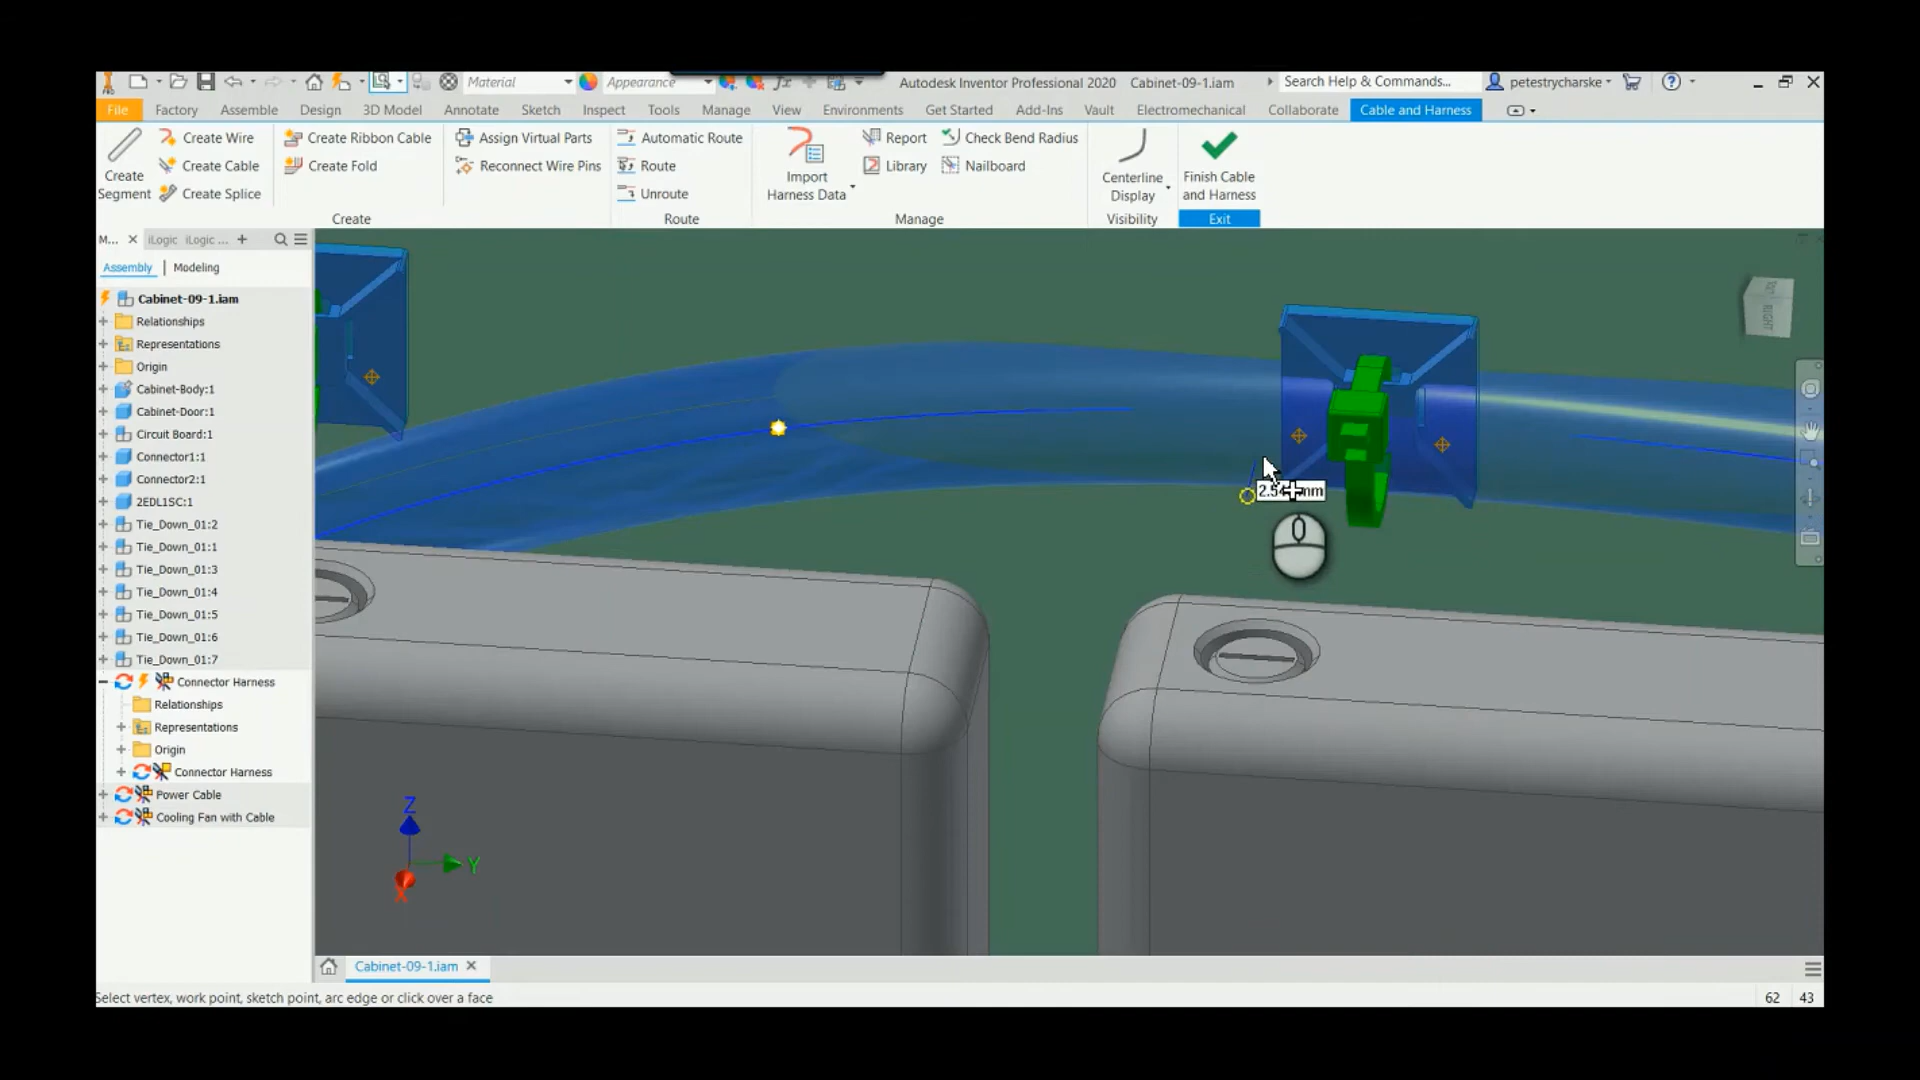 PRO Material Appearance fx Autodesk Inventor Professional 2020 Cabinet-09-1.iam Search Help & Commands... petestrycharske
File Factory Assemble Design 3D Model Annotate Sketch Inspect Tools Manage View Environments Get Started Add-Ins Vault Electromechanical Collaborate Cable and Harness
Create Segment
Create Wire
Create Cable
Create Splice
Create Ribbon Cable
Create Fold
Create
Assign Virtual Parts
Reconnect Wire Pins
Automatic Route
Route
Unroute
Route
Import Harness Data
Report
Library
Check Bend Radius
Nailboard
Manage
Centerline Display
Visibility
Finish Cable and Harness
Exit
M... iLogic iLogic ...
Assembly Modeling
Cabinet-09-1.iam
Relationships
Representations
Origin
Cabinet-Body:1
Cabinet-Door:1
Circuit Board:1
Connector1:1
Connector2:1
2EDL1SC:1
Tie_Down_01:2
Tie_Down_01:1
Tie_Down_01:3
Tie_Down_01:4
Tie_Down_01:5
Tie_Down_01:6
Tie_Down_01:7
Connector Harness
Relationships
Representations
Origin
Connector Harness
Power Cable
Cooling Fan with Cable
RIGHT
Z
Y
X
Cabinet-09-1.iam
Select vertex, work point, sketch point, arc edge or click over a face
62 43